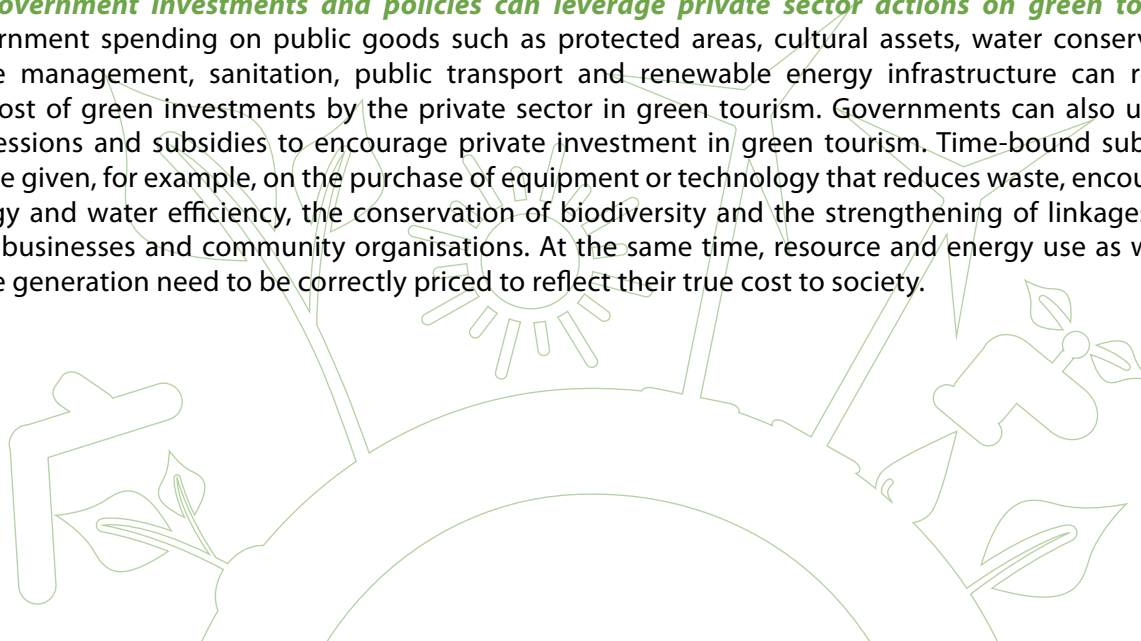 overnment investments and policies can leverage private sector actions on green to
rnment spending on public goods such as protected areas, cultural assets, water conserv
e management, sanitation, public transport and renewable energy infrastructure can r
ost of green investments by the private sector in green tourism. Governments can also u
essions and subsidies to encourage private investment in green tourism. Time-bound sub
e given, for example, on the purchase of equipment or technology that reduces waste, encou
gy and water efficiency, the conservation of biodiversity and the strengthening of linkage
businesses and community organisations. At the same time, resource and energy use as w
e generation need to be correctly priced to reflect their true cost to society.